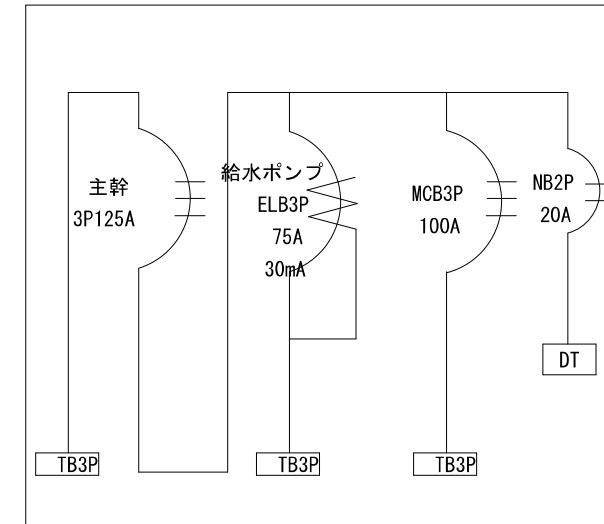 主幹
3P125A
給水ポンプ
ELB3P
75A
30mA
MCB3P
100A
NB2P
20A
DT
TB3P
TB3P
TB3P